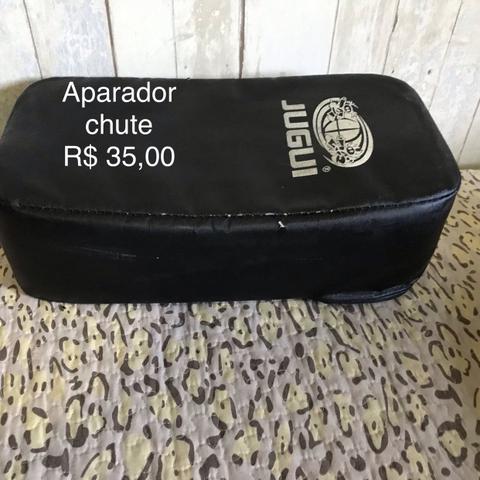 Aparador
chute
R$ 35,00
JUGUI
®